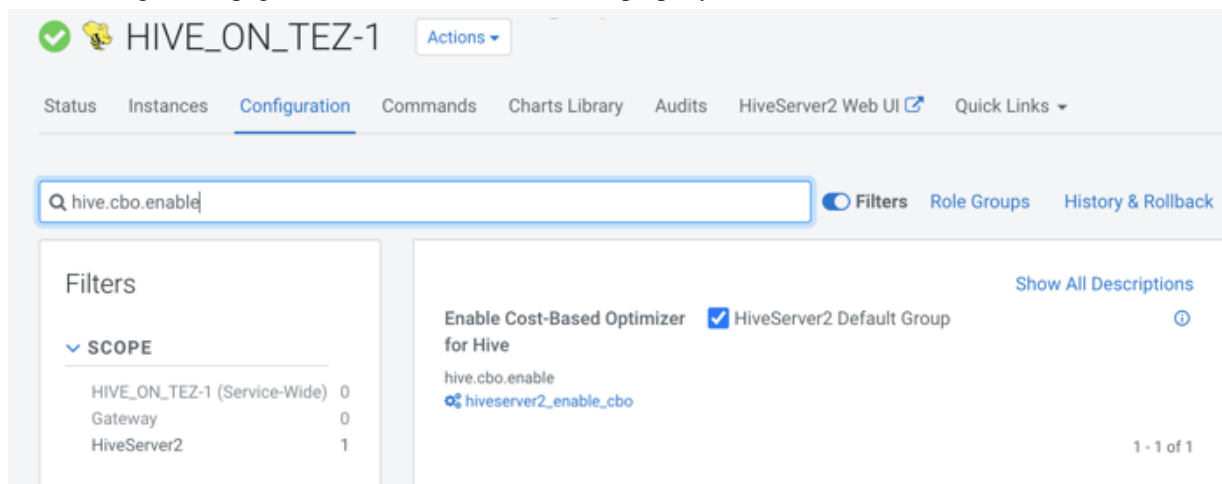 HIVE_ON_TEZ-1 Actions
Status Instances Configuration Commands Charts Library Audits HiveServer2 Web UI Quick Links
hive.cbo.enable Filters Role Groups History & Rollback
Filters
SCOPE
HIVE_ON_TEZ-1 (Service-Wide) 0
Gateway 0
HiveServer2 1
Show All Descriptions
Enable Cost-Based Optimizer HiveServer2 Default Group
for Hive
hive.cbo.enable
hiveserver2_enable_cbo
1 - 1 of 1